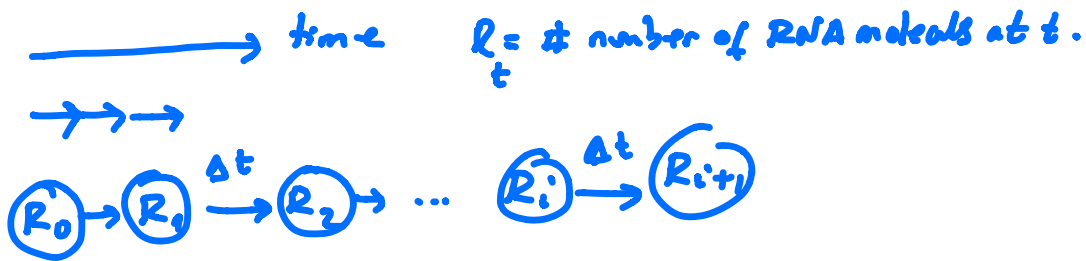 time R = # number of RNA moleculs at t.
t
Δt Δt
R₀ R₁ R₂ ... Rᵢ Rᵢ₊₁